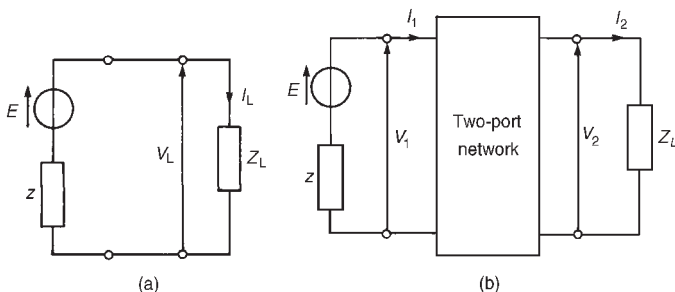 E
z
V_L
I_L
Z_L
(a)
I_1
E
z
V_1
Two-port
network
I_2
V_2
Z_L
(b)